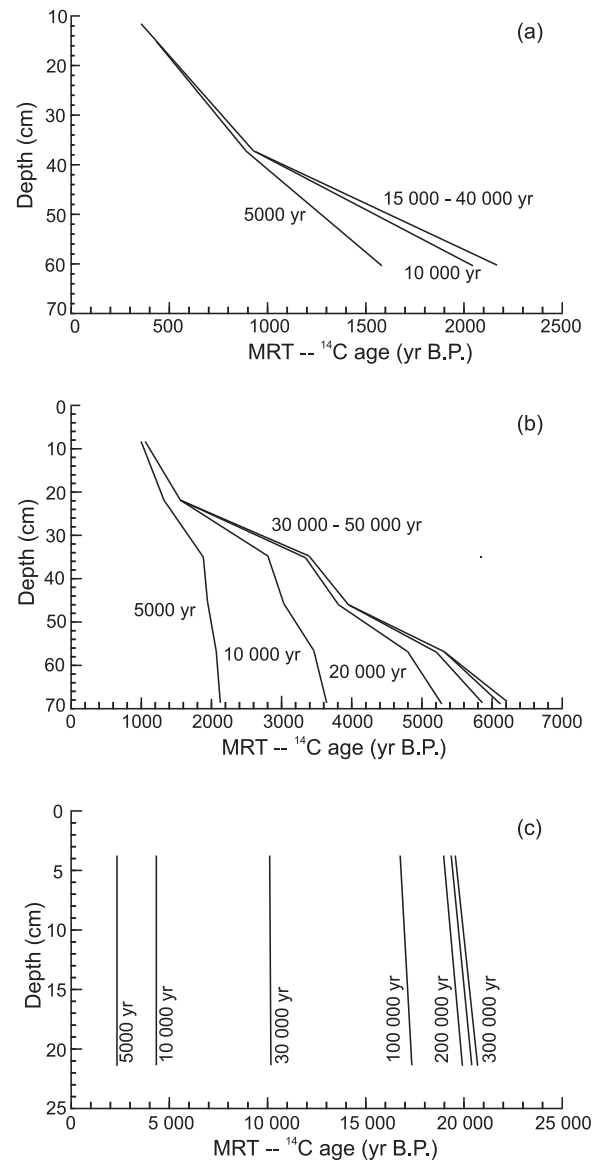 (a)
10
20
30
40
50
60
70
Depth (cm)
15 000 - 40 000 yr
5000 yr
10 000 yr
0 500 1000 1500 2000 2500
MRT -- ¹⁴C age (yr B.P.)
(b)
0
10
20
30
40
50
60
70
Depth (cm)
30 000 - 50 000 yr
5000 yr
10 000 yr
20 000 yr
0 1000 2000 3000 4000 5000 6000 7000
MRT -- ¹⁴C age (yr B.P.)
(c)
0
5
10
15
20
25
Depth (cm)
5000 yr
10 000 yr
30 000 yr
100 000 yr
200 000 yr
300 000 yr
0 5 000 10 000 15 000 20 000 25 000
MRT -- ¹⁴C age (yr B.P.)